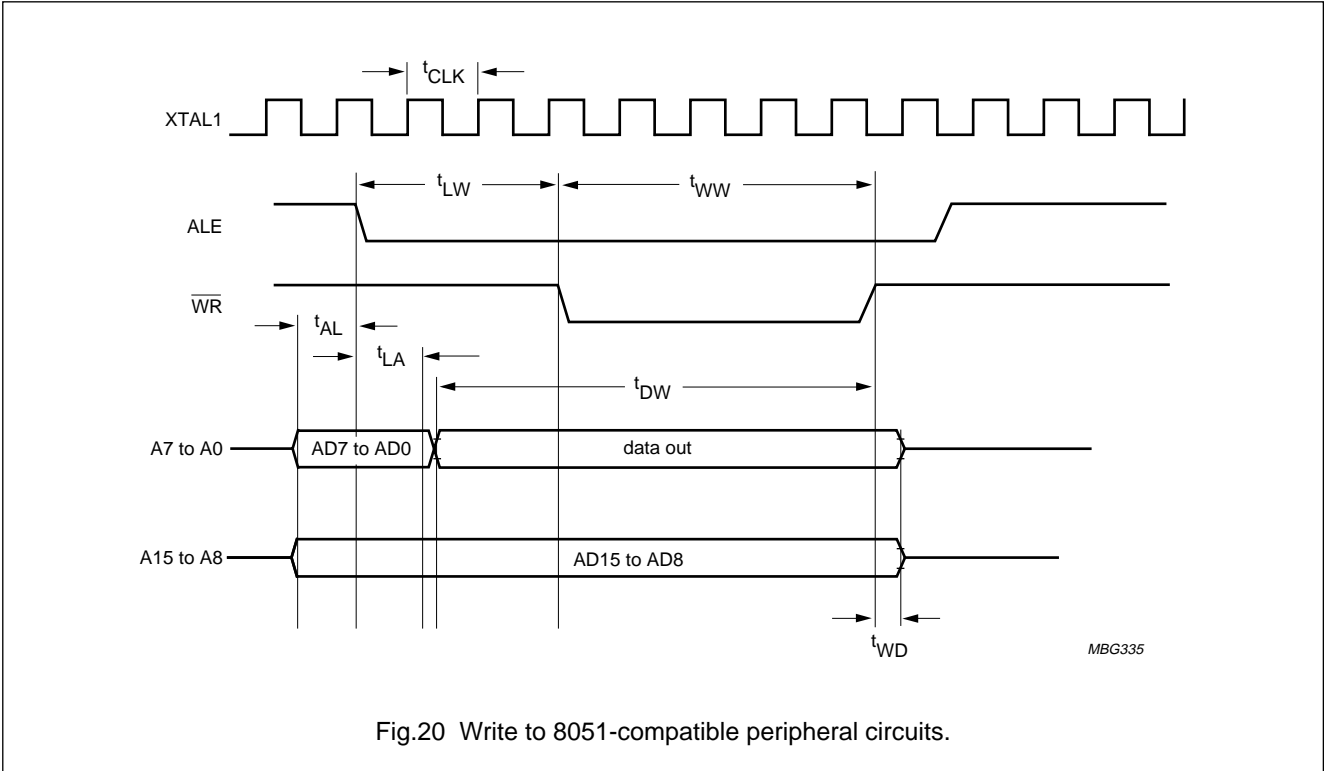 tCLK
XTAL1
tLW
tWW
ALE
WR
tAL
tLA
tDW
A7 to A0
AD7 to AD0
data out
A15 to A8
AD15 to AD8
tWD
MBG335
Fig.20 Write to 8051-compatible peripheral circuits.